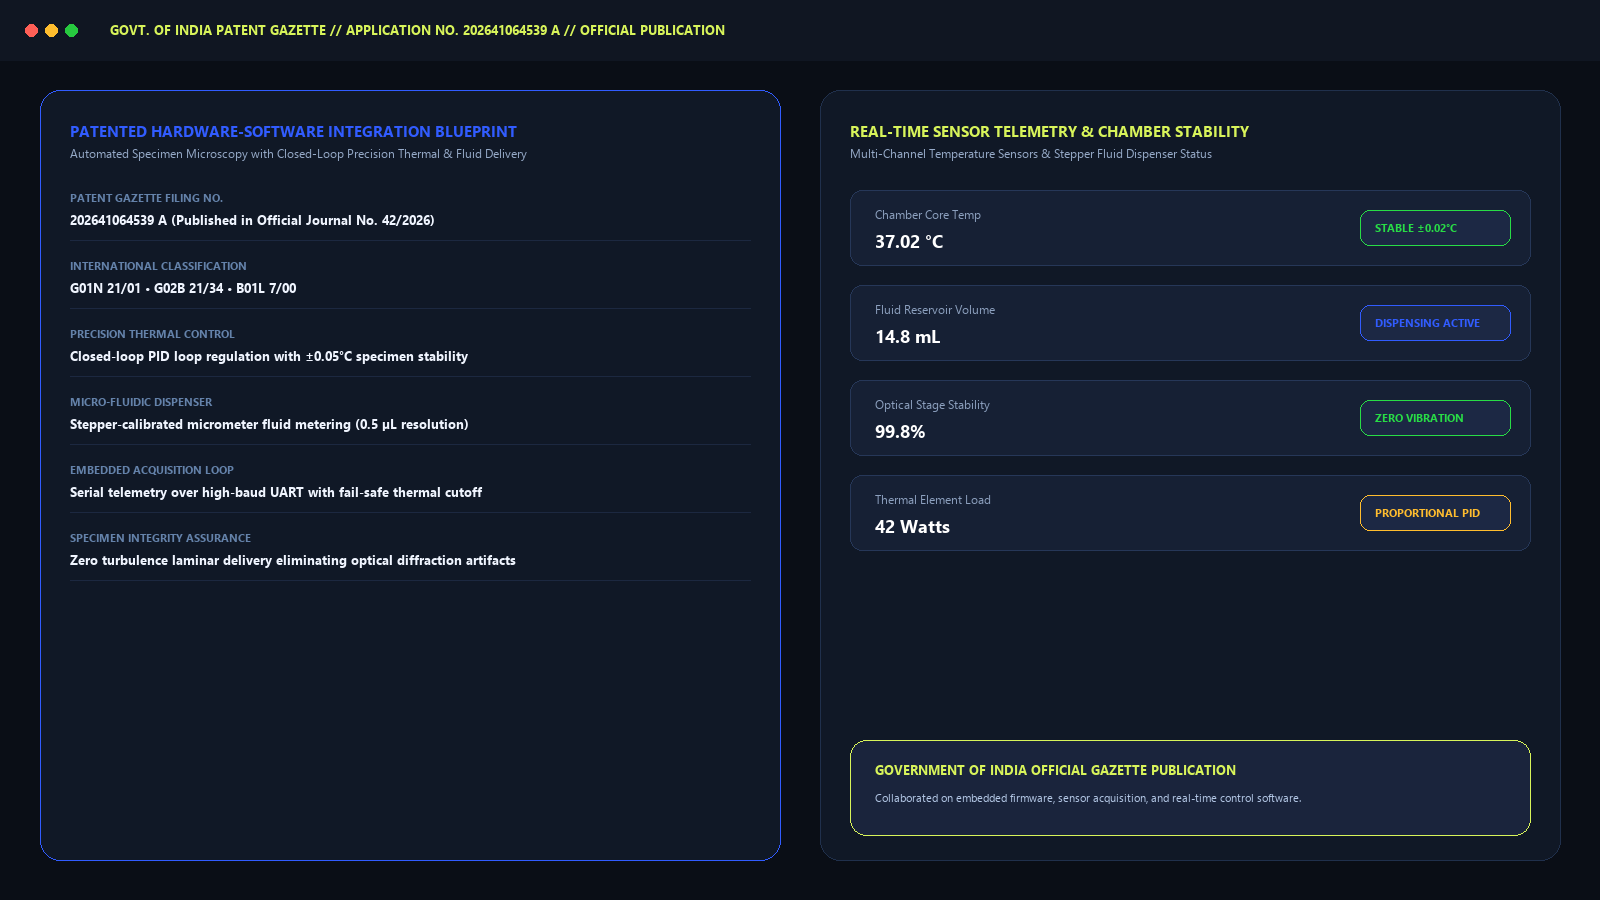 GOVT. OF INDIA PATENT GAZETTE // APPLICATION NO. 202641064539 A // OFFICIAL PUBLICATION
PATENTED HARDWARE-SOFTWARE INTEGRATION BLUEPRINT
Automated Specimen Microscopy with Closed-Loop Precision Thermal & Fluid Delivery
PATENT GAZETTE FILING NO.
202641064539 A (Published in Official Journal No. 42/2026)
INTERNATIONAL CLASSIFICATION
G01N 21/01 • G02B 21/34 • B01L 7/00
PRECISION THERMAL CONTROL
Closed-loop PID loop regulation with ±0.05°C specimen stability
MICRO-FLUIDIC DISPENSER
Stepper-calibrated micrometer fluid metering (0.5 µL resolution)
EMBEDDED ACQUISITION LOOP
Serial telemetry over high-baud UART with fail-safe thermal cutoff
SPECIMEN INTEGRITY ASSURANCE
Zero turbulence laminar delivery eliminating optical diffraction artifacts
REAL-TIME SENSOR TELEMETRY & CHAMBER STABILITY
Multi-Channel Temperature Sensors & Stepper Fluid Dispenser Status
Chamber Core Temp
37.02 °C
STABLE ±0.02°C
Fluid Reservoir Volume
14.8 mL
DISPENSING ACTIVE
Optical Stage Stability
99.8%
ZERO VIBRATION
Thermal Element Load
42 Watts
PROPORTIONAL PID
GOVERNMENT OF INDIA OFFICIAL GAZETTE PUBLICATION
Collaborated on embedded firmware, sensor acquisition, and real-time control software.